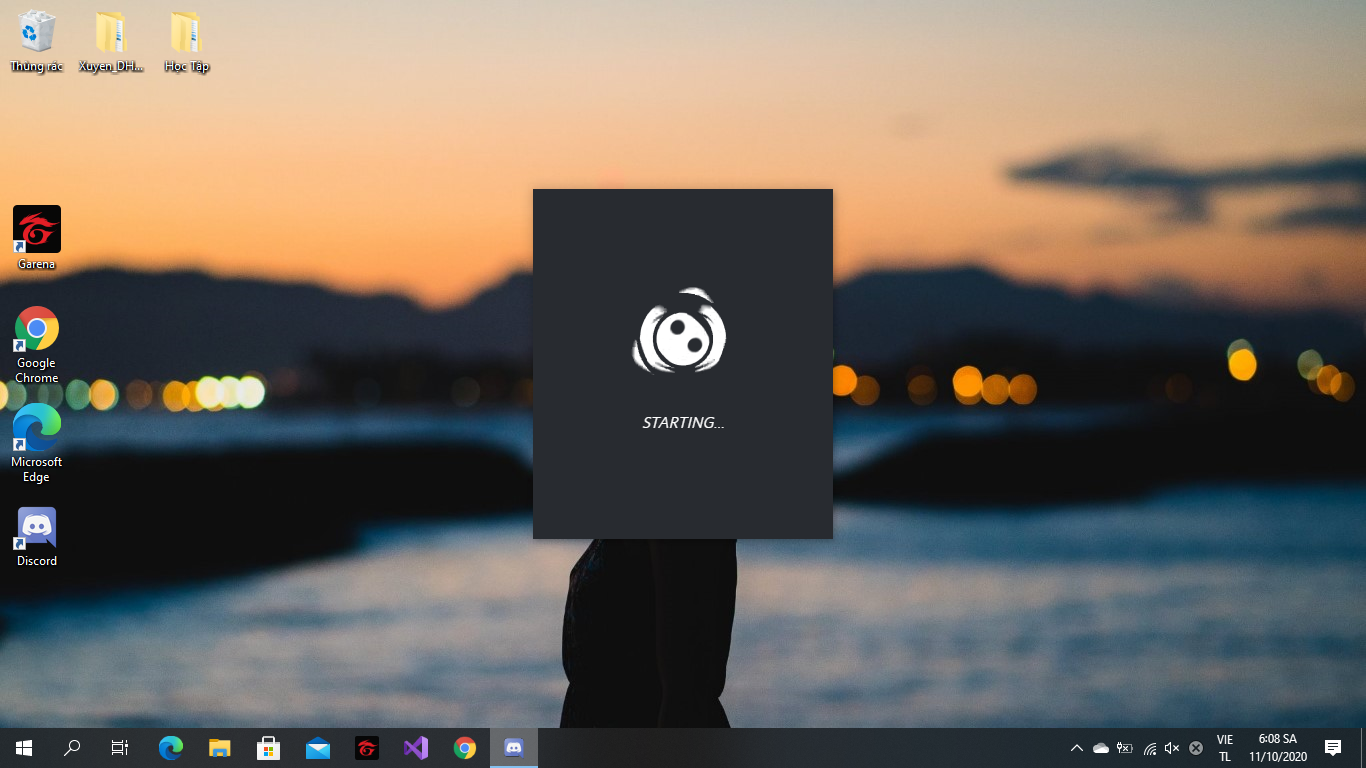 Thùng rác
Xuyen_DH...
Học Tập
Garena
Google
Chrome
Microsoft
Edge
Discord
STARTING...
VIE
TL
6:08 SA
11/10/2020